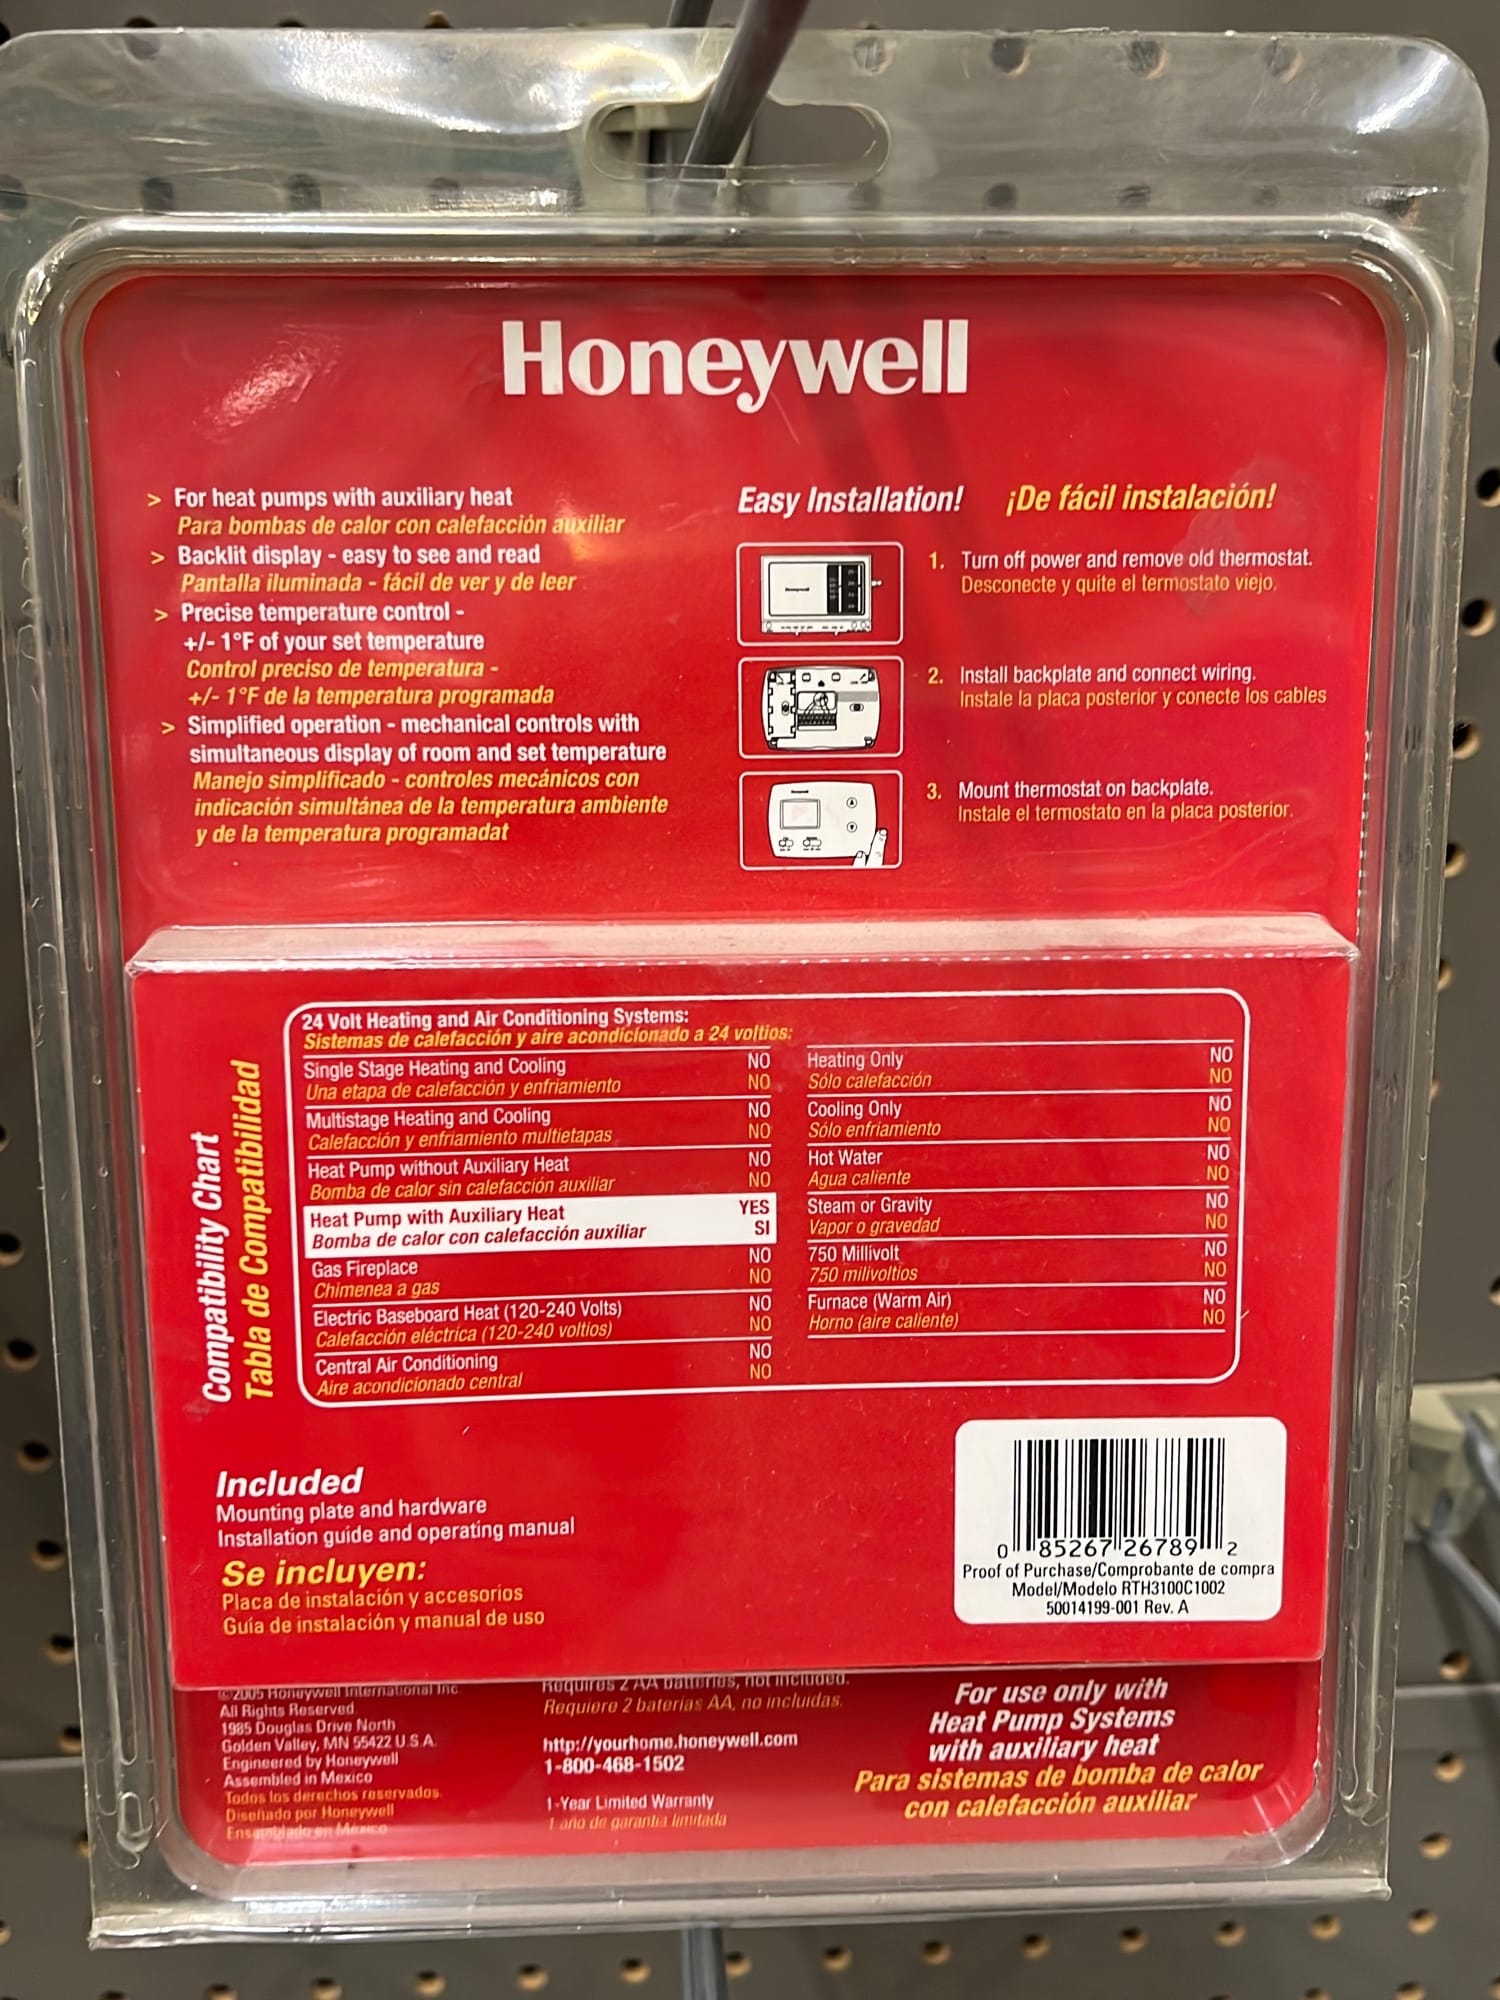 Honeywell
> For heat pumps with auxiliary heat
Para bombas de calor con calefacción auxiliar
> Backlit display - easy to see and read
Pantalla iluminada - fácil de ver y de leer
> Precise temperature control -
+/- 1°F of your set temperature
Control preciso de temperatura -
+/- 1°F de la temperatura programada
> Simplified operation - mechanical controls with
simultaneous display of room and set temperature
Manejo simplificado - controles mecánicos con
indicación simultánea de la temperatura ambiente
y de la temperatura programadat
Easy Installation! ¡De fácil instalación!
1. Turn off power and remove old thermostat.
Desconecte y quite el termostato viejo.
2. Install backplate and connect wiring.
Instale la placa posterior y conecte los cables
3. Mount thermostat on backplate.
Instale el termostato en la placa posterior.
Compatibility Chart
Tabla de Compatibilidad
24 Volt Heating and Air Conditioning Systems:
Sistemas de calefacción y aire acondicionado a 24 voltios:
Single Stage Heating and Cooling NO
Una etapa de calefacción y enfriamiento NO
Multistage Heating and Cooling NO
Calefacción y enfriamiento multietapas NO
Heat Pump without Auxiliary Heat NO
Bomba de calor sin calefacción auxiliar NO
Heat Pump with Auxiliary Heat YES
Bomba de calor con calefacción auxiliar SI
Gas Fireplace NO
Chimenea a gas NO
Electric Baseboard Heat (120-240 Volts) NO
Calefacción eléctrica (120-240 voltios) NO
Central Air Conditioning NO
Aire acondicionado central NO
Heating Only NO
Sólo calefacción NO
Cooling Only NO
Sólo enfriamiento NO
Hot Water NO
Agua caliente NO
Steam or Gravity NO
Vapor o gravedad NO
750 Millivolt NO
750 milivoltios NO
Furnace (Warm Air) NO
Horno (aire caliente) NO
Included
Mounting plate and hardware
Installation guide and operating manual
Se incluyen:
Placa de instalación y accesorios
Guía de instalación y manual de uso
0 85267 26789 2
Proof of Purchase/Comprobante de compra
Model/Modelo RTH3100C1002
50014199-001 Rev. A
© 2005 Honeywell International Inc
All Rights Reserved
1985 Douglas Drive North
Golden Valley, MN 55422 U.S.A.
Engineered by Honeywell
Assembled in Mexico
Todos los derechos reservados.
Diseñado por Honeywell
Ensamblado en México
Requires 2 AA batteries, not included.
Requiere 2 baterías AA, no incluidas.
http://yourhome.honeywell.com
1-800-468-1502
1-Year Limited Warranty
1 año de garantía limitada
For use only with
Heat Pump Systems
with auxiliary heat
Para sistemas de bomba de calor
con calefacción auxiliar